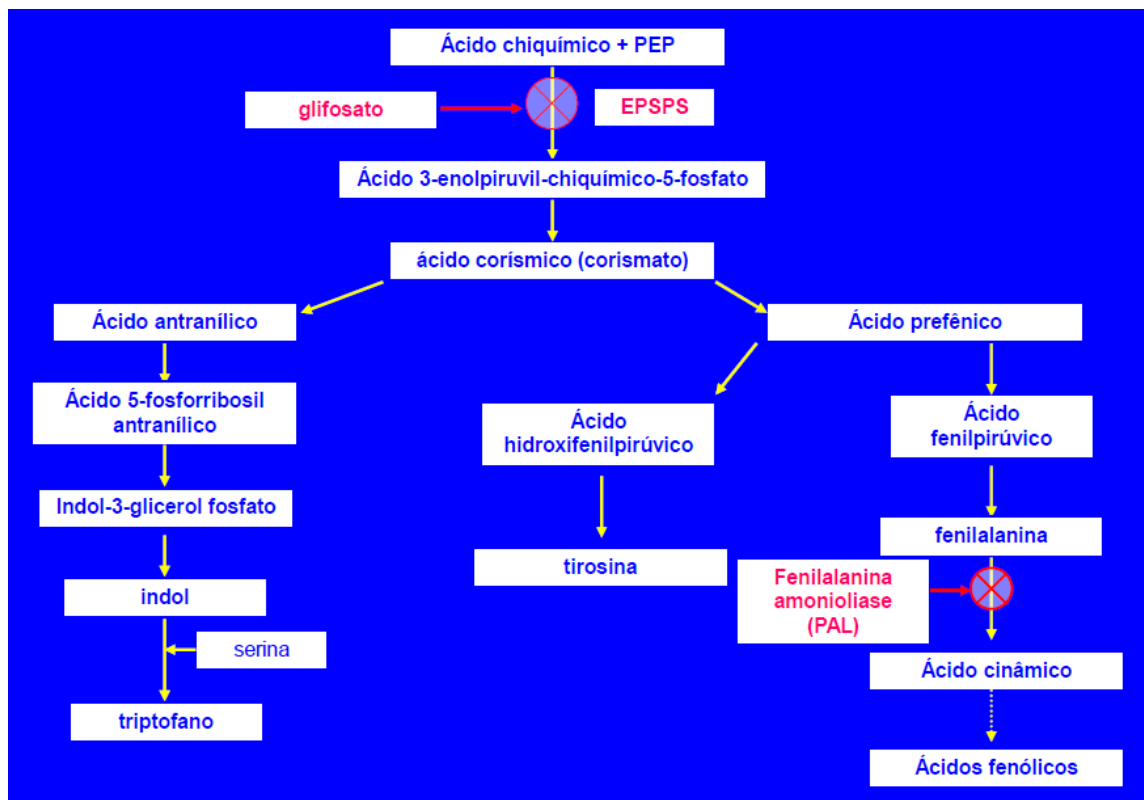 Ácido chiquímico + PEP
glifosato
EPSPS
Ácido 3-enolpiruvil-chiquímico-5-fosfato
ácido corísmico (corismato)
Ácido antranílico
Ácido prefênico
Ácido 5-fosforribosil
antranílico
Ácido
hidroxifenilpirúvico
Ácido
fenilpirúvico
Indol-3-glicerol fosfato
fenilalanina
tirosina
Fenilalanina
amonioliase
(PAL)
indol
serina
Ácido cinâmico
triptofano
Ácidos fenólicos